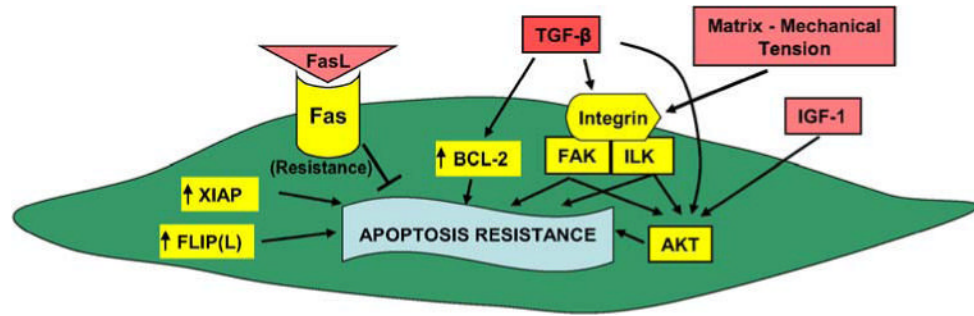 TGF-β
Matrix - Mechanical
Tension
FasL
Fas
Integrin
IGF-1
(Resistance)
↑ BCL-2
FAK
ILK
↑ XIAP
↑ FLIP(L)
APOPTOSIS RESISTANCE
AKT